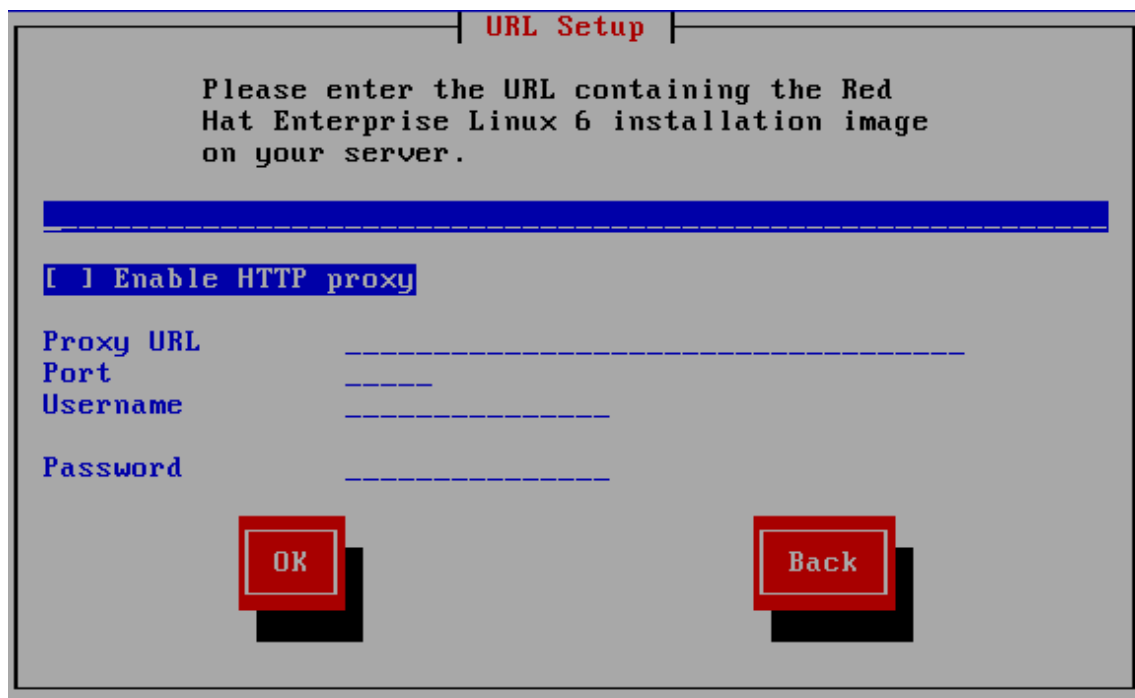 URL Setup
Please enter the URL containing the Red
Hat Enterprise Linux 6 installation image
on your server.
[ ] Enable HTTP proxy
Proxy URL
Port
Username
Password
OK Back